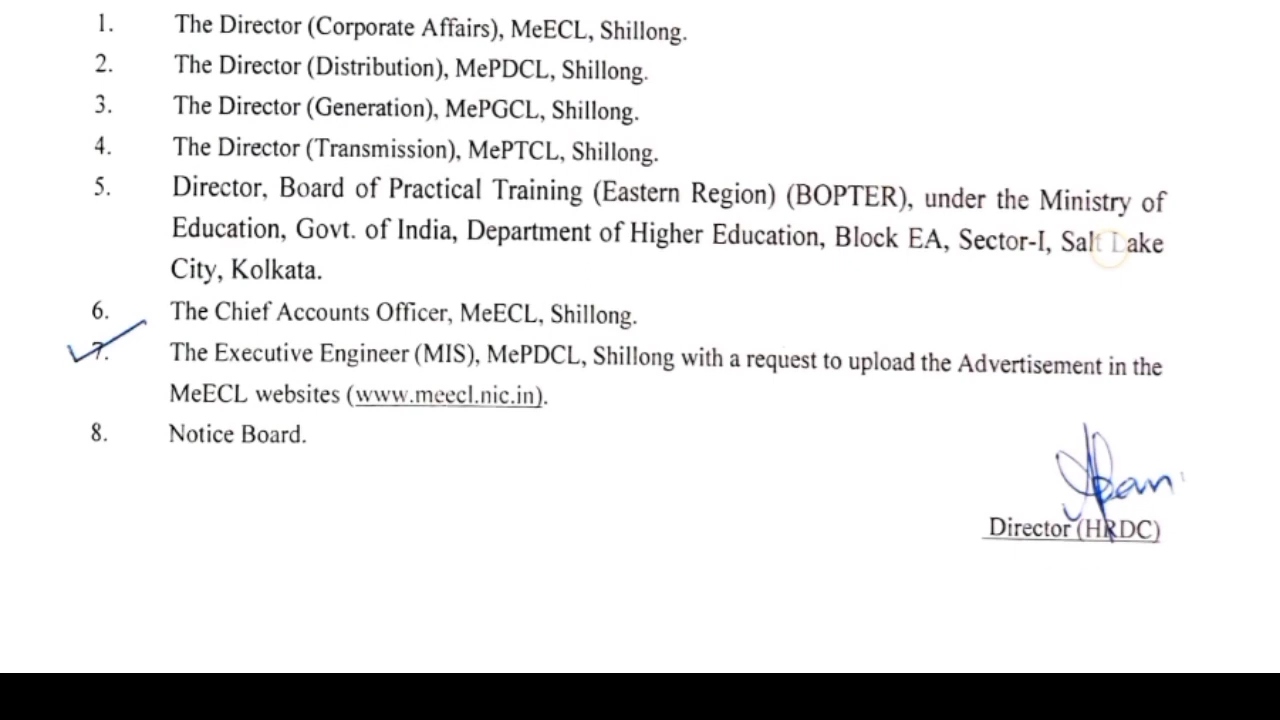 1. The Director (Corporate Affairs), MeECL, Shillong.
2. The Director (Distribution), MePDCL, Shillong.
3. The Director (Generation), MePGCL, Shillong.
4. The Director (Transmission), MePTCL, Shillong.
5. Director, Board of Practical Training (Eastern Region) (BOPTER), under the Ministry of
Education, Govt. of India, Department of Higher Education, Block EA, Sector-I, Salt Lake
City, Kolkata.
6. The Chief Accounts Officer, MeECL, Shillong.
7. The Executive Engineer (MIS), MePDCL, Shillong with a request to upload the Advertisement in the
MeECL websites (www.meecl.nic.in).
8. Notice Board.
Director (HRDC)